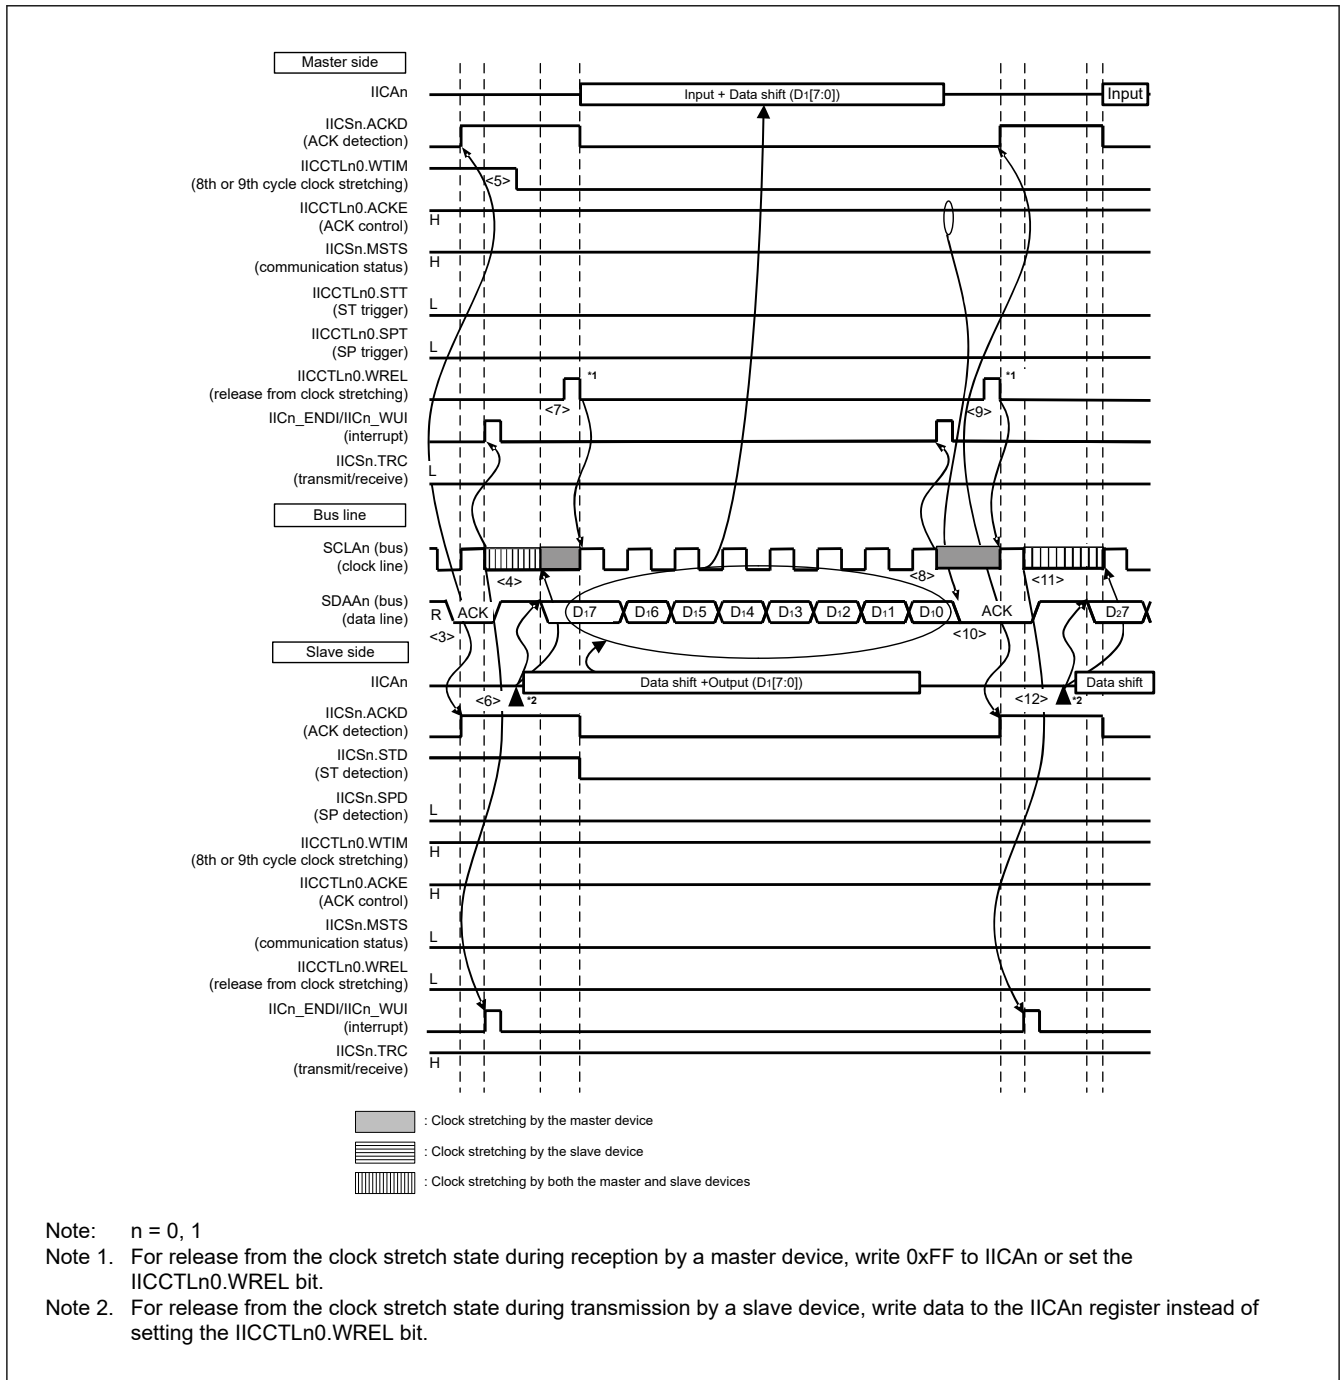 Master side
IICAn
Input + Data shift (D1[7:0])
Input
IICSn.ACKD
(ACK detection)
IICCTLn0.WTIM
(8th or 9th cycle clock stretching)
<5>
IICCTLn0.ACKE
(ACK control)
H
IICSn.MSTS
(communication status)
H
IICCTLn0.STT
(ST trigger)
L
IICCTLn0.SPT
(SP trigger)
L
IICCTLn0.WREL
(release from clock stretching)
*1
*1
<7>
<9>
IICn_ENDI/IICn_WUI
(interrupt)
IICSn.TRC
(transmit/receive)
L
Bus line
SCLAn (bus)
(clock line)
<4>
<8>
<11>
SDAAn (bus)
(data line)
R ACK D17 D16 D15 D14 D13 D12 D11 D10 ACK D27
<3>
<10>
Slave side
IICAn
Data shift +Output (D1[7:0])
Data shift
<6>
*2
<12>
*2
IICSn.ACKD
(ACK detection)
IICSn.STD
(ST detection)
IICSn.SPD
(SP detection)
L
IICCTLn0.WTIM
(8th or 9th cycle clock stretching)
H
IICCTLn0.ACKE
(ACK control)
H
IICSn.MSTS
(communication status)
L
IICCTLn0.WREL
(release from clock stretching)
L
IICn_ENDI/IICn_WUI
(interrupt)
IICSn.TRC
(transmit/receive)
H
: Clock stretching by the master device
: Clock stretching by the slave device
: Clock stretching by both the master and slave devices
Note: n = 0, 1
Note 1. For release from the clock stretch state during reception by a master device, write 0xFF to IICAn or set the
IICCTLn0.WREL bit.
Note 2. For release from the clock stretch state during transmission by a slave device, write data to the IICAn register instead of
setting the IICCTLn0.WREL bit.